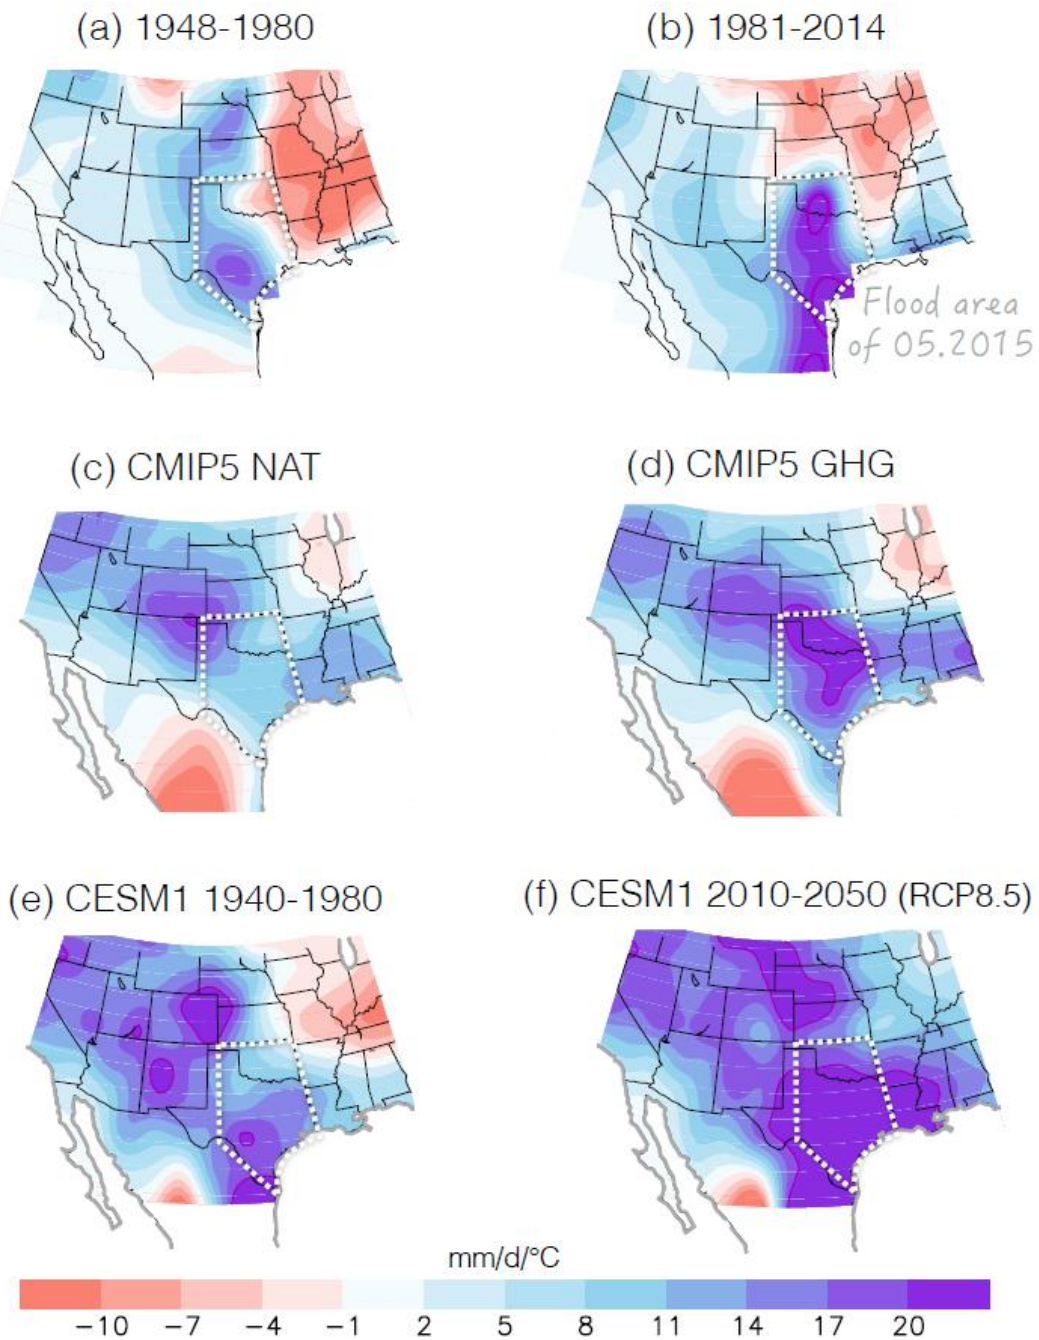 (a) 1948-1980
(b) 1981-2014
Flood area
of 05.2015
(c) CMIP5 NAT
(d) CMIP5 GHG
(e) CESM1 1940-1980
(f) CESM1 2010-2050 (RCP8.5)
mm/d/°C
−10 −7 −4 −1 2 5 8 11 14 17 20